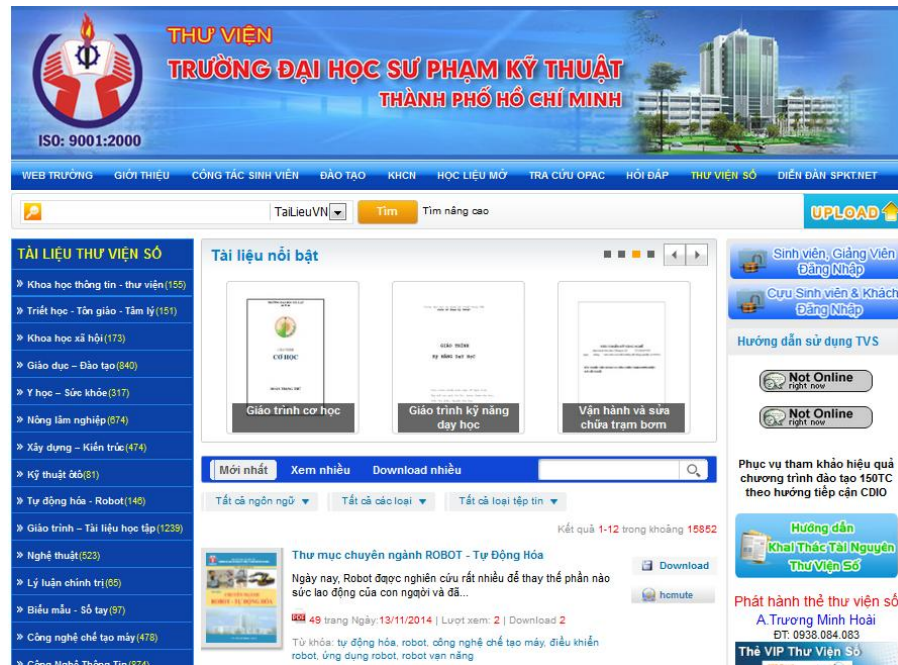 THƯ VIỆN
TRƯỜNG ĐẠI HỌC SƯ PHẠM KỸ THUẬT
THÀNH PHỐ HỒ CHÍ MINH
ISO: 9001:2000
WEB TRƯỜNG GIỚI THIỆU CÔNG TÁC SINH VIÊN ĐÀO TẠO KHCN HỌC LIỆU MỞ TRA CỨU OPAC HỎI ĐÁP THƯ VIỆN SỐ DIỄN ĐÀN SPKT.NET
TaiLieuVN Tìm Tìm nâng cao UPLOAD
TÀI LIỆU THƯ VIỆN SỐ
» Khoa học thông tin - thư viện(155)
» Triết học - Tôn giáo - Tâm lý(151)
» Khoa học xã hội(173)
» Giáo dục – Đào tạo(840)
» Y học – Sức khỏe(317)
» Nông lâm nghiệp(674)
» Xây dựng – Kiến trúc(474)
» Kỹ thuật ôtô(81)
» Tự động hóa - Robot(146)
» Giáo trình – Tài liệu học tập(1239)
» Nghệ thuật(523)
» Lý luận chính trị(65)
» Biểu mẫu - Sổ tay(97)
» Công nghệ chế tạo máy(478)
» Công Nghệ Thông Tin(874)
Tài liệu nổi bật
CƠ HỌC
GIÁO TRÌNH
KỸ NĂNG DẠY HỌC
Giáo trình cơ học
Giáo trình kỹ năng
dạy học
Vận hành và sửa
chữa trạm bơm
Mới nhất Xem nhiều Download nhiều
Tất cả ngôn ngữ Tất cả các loại Tất cả loại tệp tin
Kết quả 1-12 trong khoảng 15852
Thư mục chuyên ngành ROBOT - Tự Động Hóa
Ngày nay, Robot đƣợc nghiên cứu rất nhiều để thay thế phần nào
sức lao động của con ngƣời và đã...
49 trang Ngày:13/11/2014 | Lượt xem: 2 | Download 2
Từ khóa: tự động hóa, robot, công nghệ chế tạo máy, điều khiển
robot, ứng dụng robot, robot vạn năng
Download
hcmute
Sinh viên, Giảng Viên
Đăng Nhập
Cựu Sinh viên & Khách
Đăng Nhập
Hướng dẫn sử dụng TVS
Not Online
right now
Not Online
right now
Phục vụ tham khảo hiệu quả
chương trình đào tạo 150TC
theo hướng tiếp cận CDIO
Hướng dẫn
Khai Thác Tài Nguyên
Thư Viện Số
Phát hành thẻ thư viện số
A.Trương Minh Hoài
ĐT: 0938.084.083
Thẻ VIP Thư Viện Số